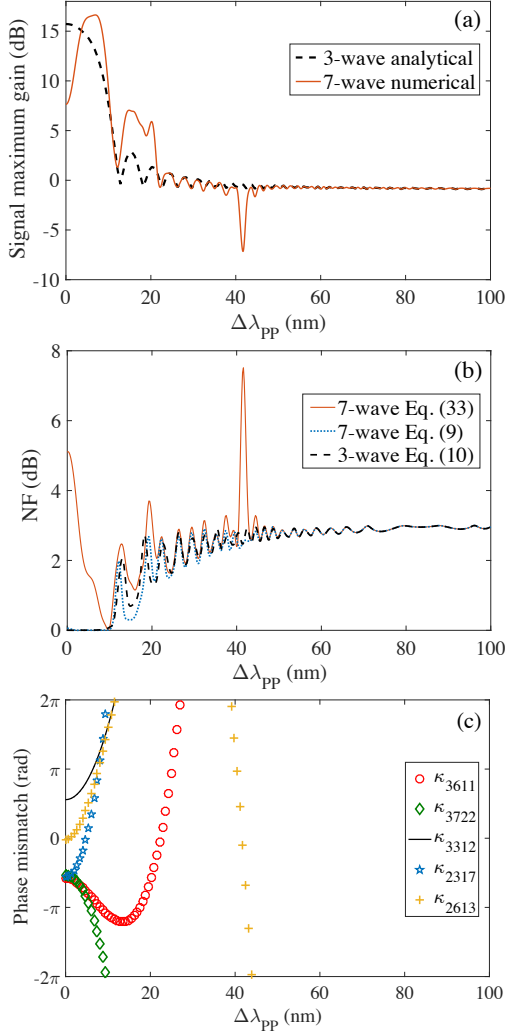 (a)
Signal maximum gain (dB)
15
10
5
0
-5
-10
3-wave analytical
7-wave numerical
0 20 40 60 80 100
Δλ_PP (nm)
(b)
NF (dB)
8
6
4
2
0
7-wave Eq. (33)
7-wave Eq. (9)
3-wave Eq. (10)
0 20 40 60 80 100
Δλ_PP (nm)
(c)
Phase mismatch (rad)
2π
π
0
-π
-2π
κ_3611
κ_3722
κ_3312
κ_2317
κ_2613
0 20 40 60 80 100
Δλ_PP (nm)